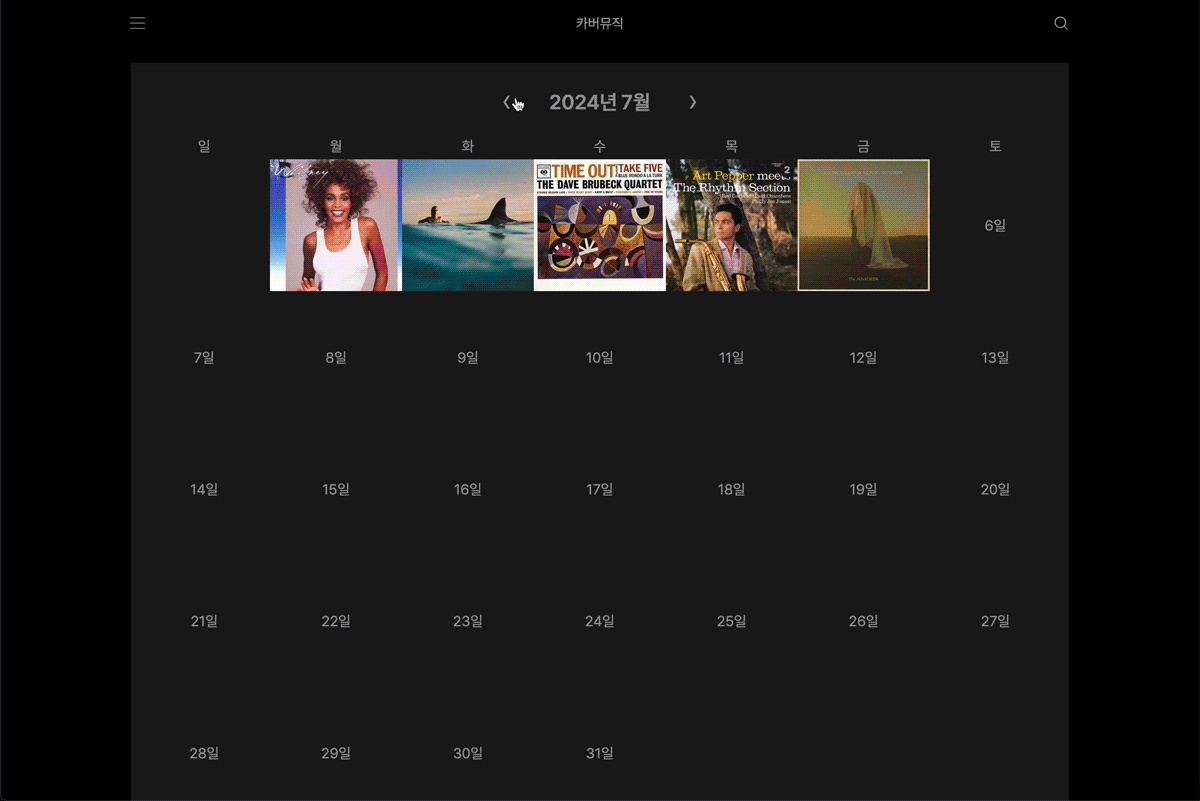 카버뮤직
2024년 7월
일 월 화 수 목 금 토
Whitney
TIME OUT TAKE FIVE
BLUE RONDO A LA TURK
THE DAVE BRUBECK QUARTET
2
Art Pepper meets
The Rhythm Section
IN AMBER
6일
7일 8일 9일 10일 11일 12일 13일
14일 15일 16일 17일 18일 19일 20일
21일 22일 23일 24일 25일 26일 27일
28일 29일 30일 31일